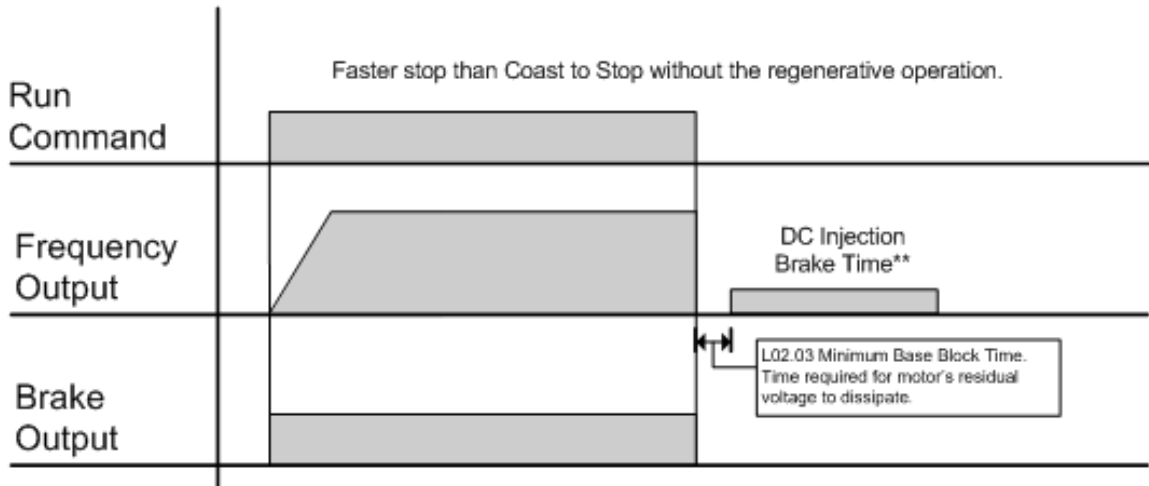 Faster stop than Coast to Stop without the regenerative operation.
Run
Command
Frequency
Output
DC Injection
Brake Time**
L02.03 Minimum Base Block Time.
Time required for motor's residual
voltage to dissipate.
Brake
Output